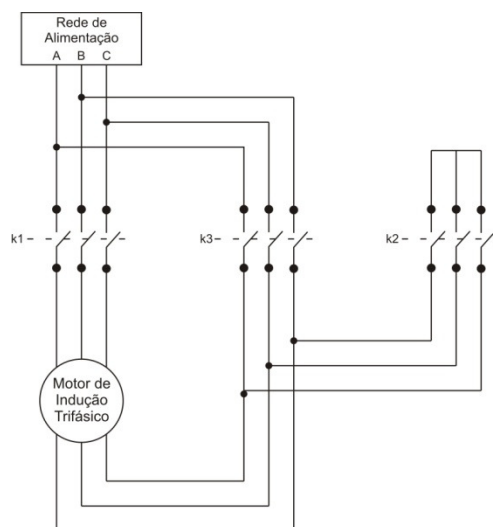 Rede de
Alimentação
A B C
k1
k3
k2
Motor de
Indução
Trifásico